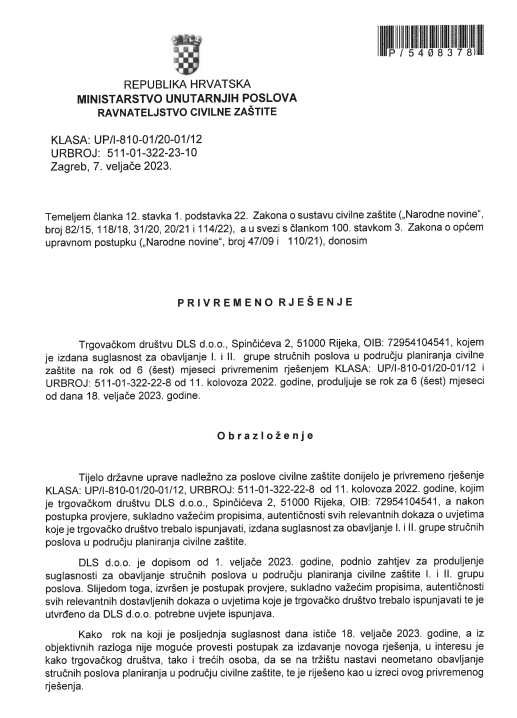 P/5408378
REPUBLIKA HRVATSKA
MINISTARSTVO UNUTARNJIH POSLOVA
RAVNATELJSTVO CIVILNE ZAŠTITE
KLASA: UP/I-810-01/20-01/12
URBROJ: 511-01-322-23-10
Zagreb, 7. veljače 2023.
Temeljem članka 12. stavka 1. podstavka 22. Zakona o sustavu civilne zaštite („Narodne novine“,
broj 82/15, 118/18, 31/20, 20/21 i 114/22), a u svezi s člankom 100. stavkom 3. Zakona o općem
upravnom postupku („Narodne novine“, broj 47/09 i 110/21), donosim
PRIVREMENO RJEŠENJE
Trgovačkom društvu DLS d.o.o., Spinčićeva 2, 51000 Rijeka, OIB: 72954104541, kojem
je izdana suglasnost za obavljanje I. i II. grupe stručnih poslova u području planiranja civilne
zaštite na rok od 6 (šest) mjeseci privremenim rješenjem KLASA: UP/I-810-01/20-01/12 i
URBROJ: 511-01-322-22-8 od 11. kolovoza 2022. godine, produljuje se rok za 6 (šest) mjeseci
od dana 18. veljače 2023. godine.
Obrazloženje
Tijelo državne uprave nadležno za poslove civilne zaštite donijelo je privremeno rješenje
KLASA: UP/I-810-01/20-01/12, URBROJ: 511-01-322-22-8 od 11. kolovoza 2022. godine, kojim
je trgovačkom društvu DLS d.o.o., Spinčićeva 2, 51000 Rijeka, OIB: 72954104541, a nakon
postupka provjere, sukladno važećim propisima, autentičnosti svih relevantnih dokaza o uvjetima
koje je trgovačko društvo trebalo ispunjavati, izdana suglasnost za obavljanje I. i II. grupe stručnih
poslova u području planiranja civilne zaštite.
DLS d.o.o. je dopisom od 1. veljače 2023. godine, podnio zahtjev za produljenje
suglasnosti za obavljanje stručnih poslova u području planiranja civilne zaštite I. i II. grupu
poslova. Slijedom toga, izvršen je postupak provjere, sukladno važećim propisima, autentičnosti
svih relevantnih dostavljenih dokaza o uvjetima koje je trgovačko društvo trebalo ispunjavati te je
utvrđeno da DLS d.o.o. potrebne uvjete ispunjava.
Kako rok na koji je posljednja suglasnost dana ističe 18. veljače 2023. godine, a iz
objektivnih razloga nije moguće provesti postupak za izdavanje novoga rješenja, u interesu je
kako trgovačkog društva, tako i trećih osoba, da se na tržištu nastavi neometano obavljanje
stručnih poslova planiranja u području civilne zaštite, te je riješeno kao u izreci ovog privremenog
rješenja.